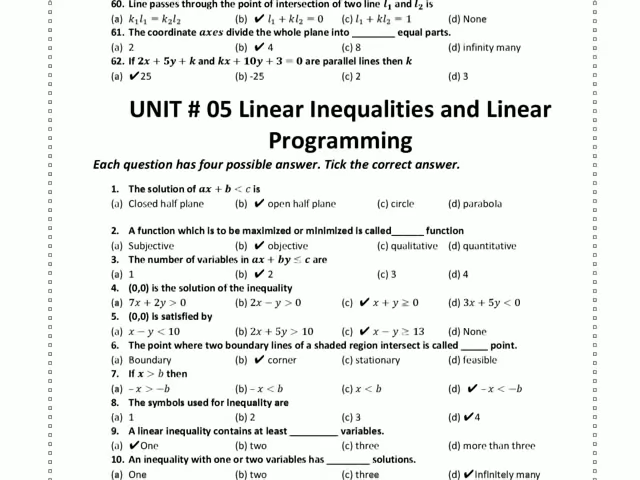 60. Line passes through the point of intersection of two line l₁ and l₂ is
(a) k₁l₁ = k₂l₂ (b) ✔ l₁ + kl₂ = 0 (c) l₁ + kl₂ = 1 (d) None
61. The coordinate axes divide the whole plane into ________ equal parts.
(a) 2 (b) ✔ 4 (c) 8 (d) infinity many
62. If 2x + 5y + k and kx + 10y + 3 = 0 are parallel lines then k
(a) ✔25 (b) -25 (c) 2 (d) 3
UNIT # 05 Linear Inequalities and Linear
Programming
Each question has four possible answer. Tick the correct answer.
1. The solution of ax + b < c is
(a) Closed half plane (b) ✔ open half plane (c) circle (d) parabola
2. A function which is to be maximized or minimized is called______ function
(a) Subjective (b) ✔ objective (c) qualitative (d) quantitative
3. The number of variables in ax + by ≤ c are
(a) 1 (b) ✔ 2 (c) 3 (d) 4
4. (0,0) is the solution of the inequality
(a) 7x + 2y > 0 (b) 2x − y > 0 (c) ✔ x + y ≥ 0 (d) 3x + 5y < 0
5. (0,0) is satisfied by
(a) x − y < 10 (b) 2x + 5y > 10 (c) ✔ x − y ≥ 13 (d) None
6. The point where two boundary lines of a shaded region intersect is called _____ point.
(a) Boundary (b) ✔ corner (c) stationary (d) feasible
7. If x > b then
(a) −x > −b (b) −x < b (c) x < b (d) ✔ −x < −b
8. The symbols used for inequality are
(a) 1 (b) 2 (c) 3 (d) ✔4
9. A linear inequality contains at least _________ variables.
(a) ✔One (b) two (c) three (d) more than three
10. An inequality with one or two variables has ________ solutions.
(a) One (b) two (c) three (d) ✔Infinitely many